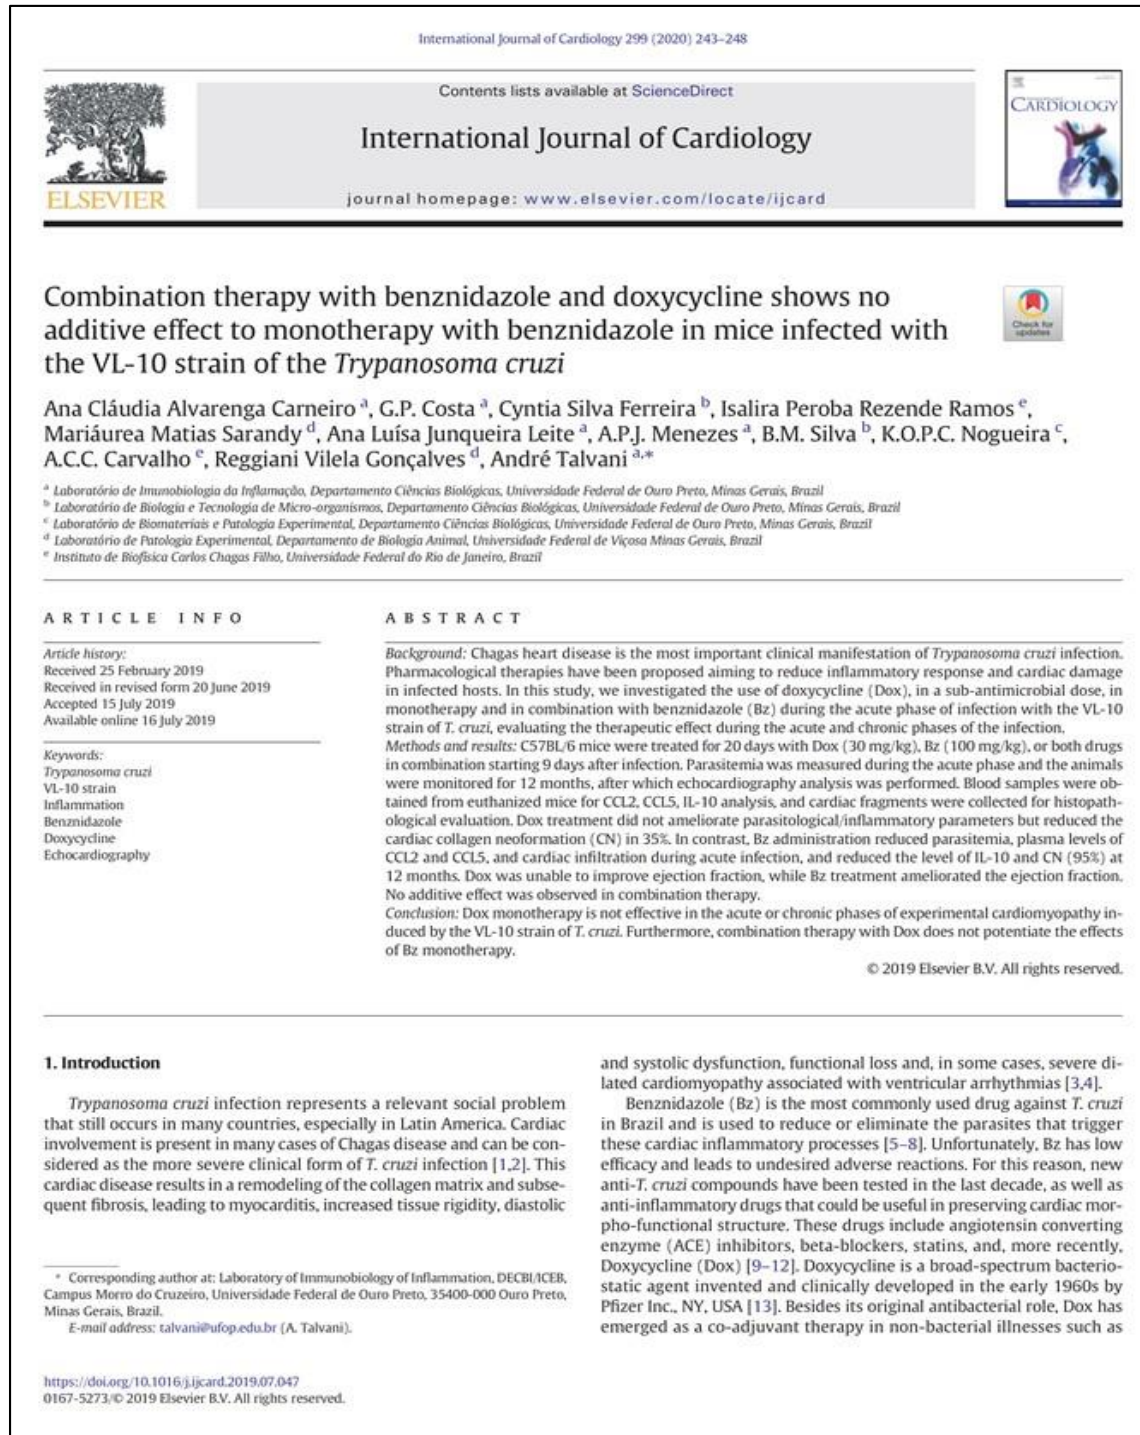 International Journal of Cardiology 299 (2020) 243–248
Contents lists available at ScienceDirect
International Journal of Cardiology
journal homepage: www.elsevier.com/locate/ijcard
ELSEVIER
CARDIOLOGY
Combination therapy with benznidazole and doxycycline shows no
additive effect to monotherapy with benznidazole in mice infected with
the VL-10 strain of the Trypanosoma cruzi
Check for
updates
Ana Cláudia Alvarenga Carneiro a, G.P. Costa a, Cyntia Silva Ferreira b, Isalira Peroba Rezende Ramos e,
Mariáurea Matias Sarandy d, Ana Luísa Junqueira Leite a, A.P.J. Menezes a, B.M. Silva b, K.O.P.C. Nogueira c,
A.C.C. Carvalho e, Reggiani Vilela Gonçalves d, André Talvani a,*
a Laboratório de Imunobiologia da Inflamação, Departamento Ciências Biológicas, Universidade Federal de Ouro Preto, Minas Gerais, Brazil
b Laboratório de Biologia e Tecnologia de Micro-organismos, Departamento Ciências Biológicas, Universidade Federal de Ouro Preto, Minas Gerais, Brazil
c Laboratório de Biomateriais e Patologia Experimental, Departamento Ciências Biológicas, Universidade Federal de Ouro Preto, Minas Gerais, Brazil
d Laboratório de Patologia Experimental, Departamento de Biologia Animal, Universidade Federal de Viçosa Minas Gerais, Brazil
e Instituto de Biofísica Carlos Chagas Filho, Universidade Federal do Rio de Janeiro, Brazil
ARTICLE INFO
Article history:
Received 25 February 2019
Received in revised form 20 June 2019
Accepted 15 July 2019
Available online 16 July 2019
Keywords:
Trypanosoma cruzi
VL-10 strain
Inflammation
Benznidazole
Doxycycline
Echocardiography
ABSTRACT
Background: Chagas heart disease is the most important clinical manifestation of Trypanosoma cruzi infection.
Pharmacological therapies have been proposed aiming to reduce inflammatory response and cardiac damage
in infected hosts. In this study, we investigated the use of doxycycline (Dox), in a sub-antimicrobial dose, in
monotherapy and in combination with benznidazole (Bz) during the acute phase of infection with the VL-10
strain of T. cruzi, evaluating the therapeutic effect during the acute and chronic phases of the infection.
Methods and results: C57BL/6 mice were treated for 20 days with Dox (30 mg/kg), Bz (100 mg/kg), or both drugs
in combination starting 9 days after infection. Parasitemia was measured during the acute phase and the animals
were monitored for 12 months, after which echocardiography analysis was performed. Blood samples were ob-
tained from euthanized mice for CCL2, CCL5, IL-10 analysis, and cardiac fragments were collected for histopath-
ological evaluation. Dox treatment did not ameliorate parasitological/inflammatory parameters but reduced the
cardiac collagen neoformation (CN) in 35%. In contrast, Bz administration reduced parasitemia, plasma levels of
CCL2 and CCL5, and cardiac infiltration during acute infection, and reduced the level of IL-10 and CN (95%) at
12 months. Dox was unable to improve ejection fraction, while Bz treatment ameliorated the ejection fraction.
No additive effect was observed in combination therapy.
Conclusion: Dox monotherapy is not effective in the acute or chronic phases of experimental cardiomyopathy in-
duced by the VL-10 strain of T. cruzi. Furthermore, combination therapy with Dox does not potentiate the effects
of Bz monotherapy.
© 2019 Elsevier B.V. All rights reserved.
1. Introduction
Trypanosoma cruzi infection represents a relevant social problem
that still occurs in many countries, especially in Latin America. Cardiac
involvement is present in many cases of Chagas disease and can be con-
sidered as the more severe clinical form of T. cruzi infection [1,2]. This
cardiac disease results in a remodeling of the collagen matrix and subse-
quent fibrosis, leading to myocarditis, increased tissue rigidity, diastolic
* Corresponding author at: Laboratory of Immunobiology of Inflammation, DECBI/ICEB,
Campus Morro do Cruzeiro, Universidade Federal de Ouro Preto, 35400-000 Ouro Preto,
Minas Gerais, Brazil.
E-mail address: talvani@ufop.edu.br (A. Talvani).
and systolic dysfunction, functional loss and, in some cases, severe di-
lated cardiomyopathy associated with ventricular arrhythmias [3,4].
Benznidazole (Bz) is the most commonly used drug against T. cruzi
in Brazil and is used to reduce or eliminate the parasites that trigger
these cardiac inflammatory processes [5–8]. Unfortunately, Bz has low
efficacy and leads to undesired adverse reactions. For this reason, new
anti-T. cruzi compounds have been tested in the last decade, as well as
anti-inflammatory drugs that could be useful in preserving cardiac mor-
pho-functional structure. These drugs include angiotensin converting
enzyme (ACE) inhibitors, beta-blockers, statins, and, more recently,
Doxycycline (Dox) [9–12]. Doxycycline is a broad-spectrum bacterio-
static agent invented and clinically developed in the early 1960s by
Pfizer Inc., NY, USA [13]. Besides its original antibacterial role, Dox has
emerged as a co-adjuvant therapy in non-bacterial illnesses such as
https://doi.org/10.1016/j.ijcard.2019.07.047
0167-5273/© 2019 Elsevier B.V. All rights reserved.